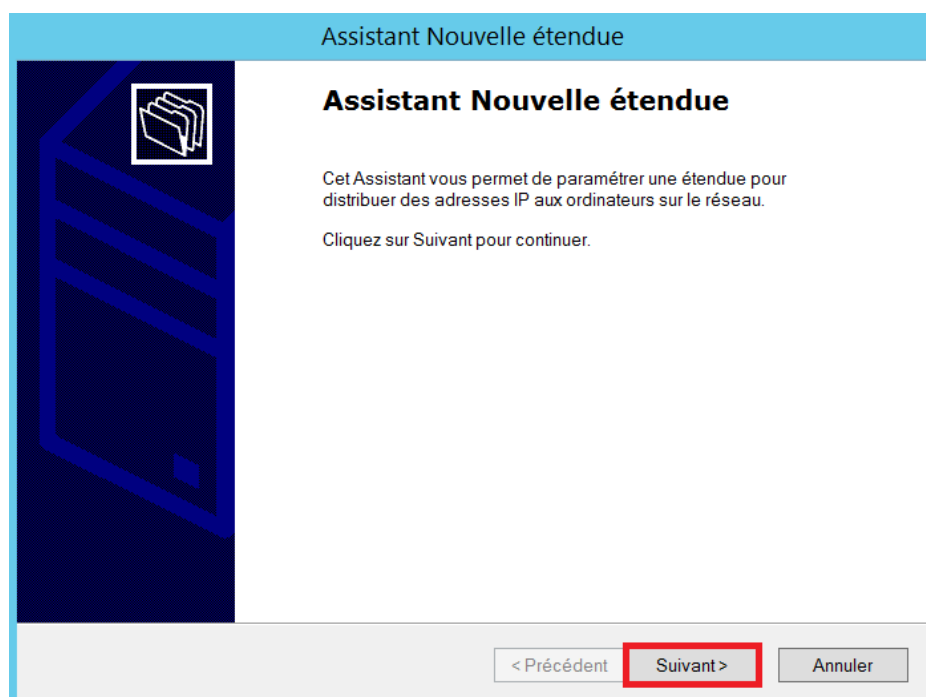 Assistant Nouvelle étendue
Assistant Nouvelle étendue
Cet Assistant vous permet de paramétrer une étendue pour
distribuer des adresses IP aux ordinateurs sur le réseau.
Cliquez sur Suivant pour continuer.
< Précédent Suivant > Annuler